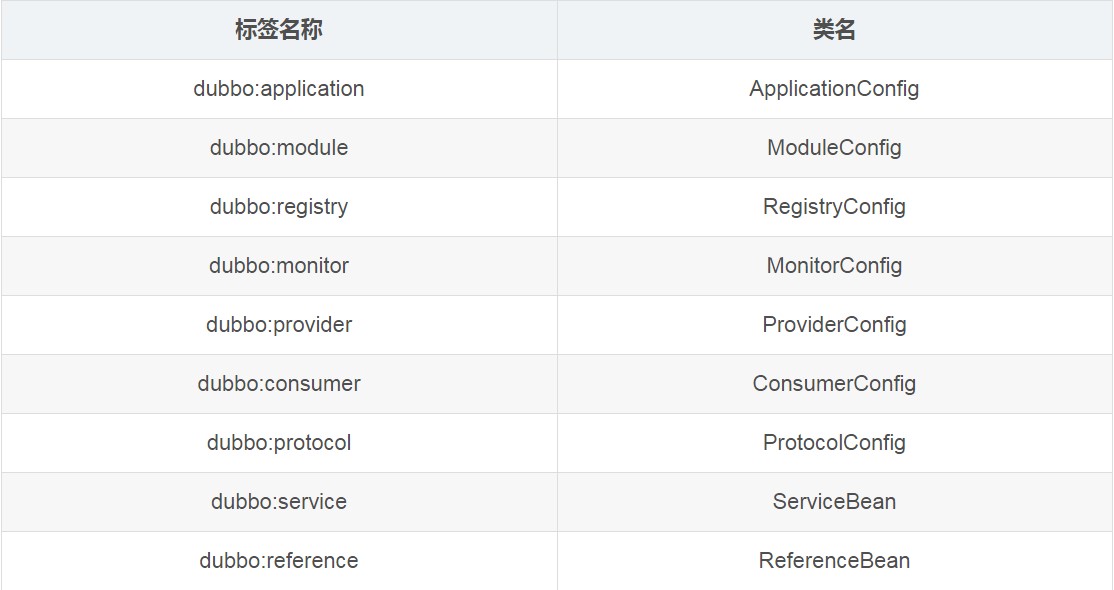 标签名称 类名
dubbo:application ApplicationConfig
dubbo:module ModuleConfig
dubbo:registry RegistryConfig
dubbo:monitor MonitorConfig
dubbo:provider ProviderConfig
dubbo:consumer ConsumerConfig
dubbo:protocol ProtocolConfig
dubbo:service ServiceBean
dubbo:reference ReferenceBean